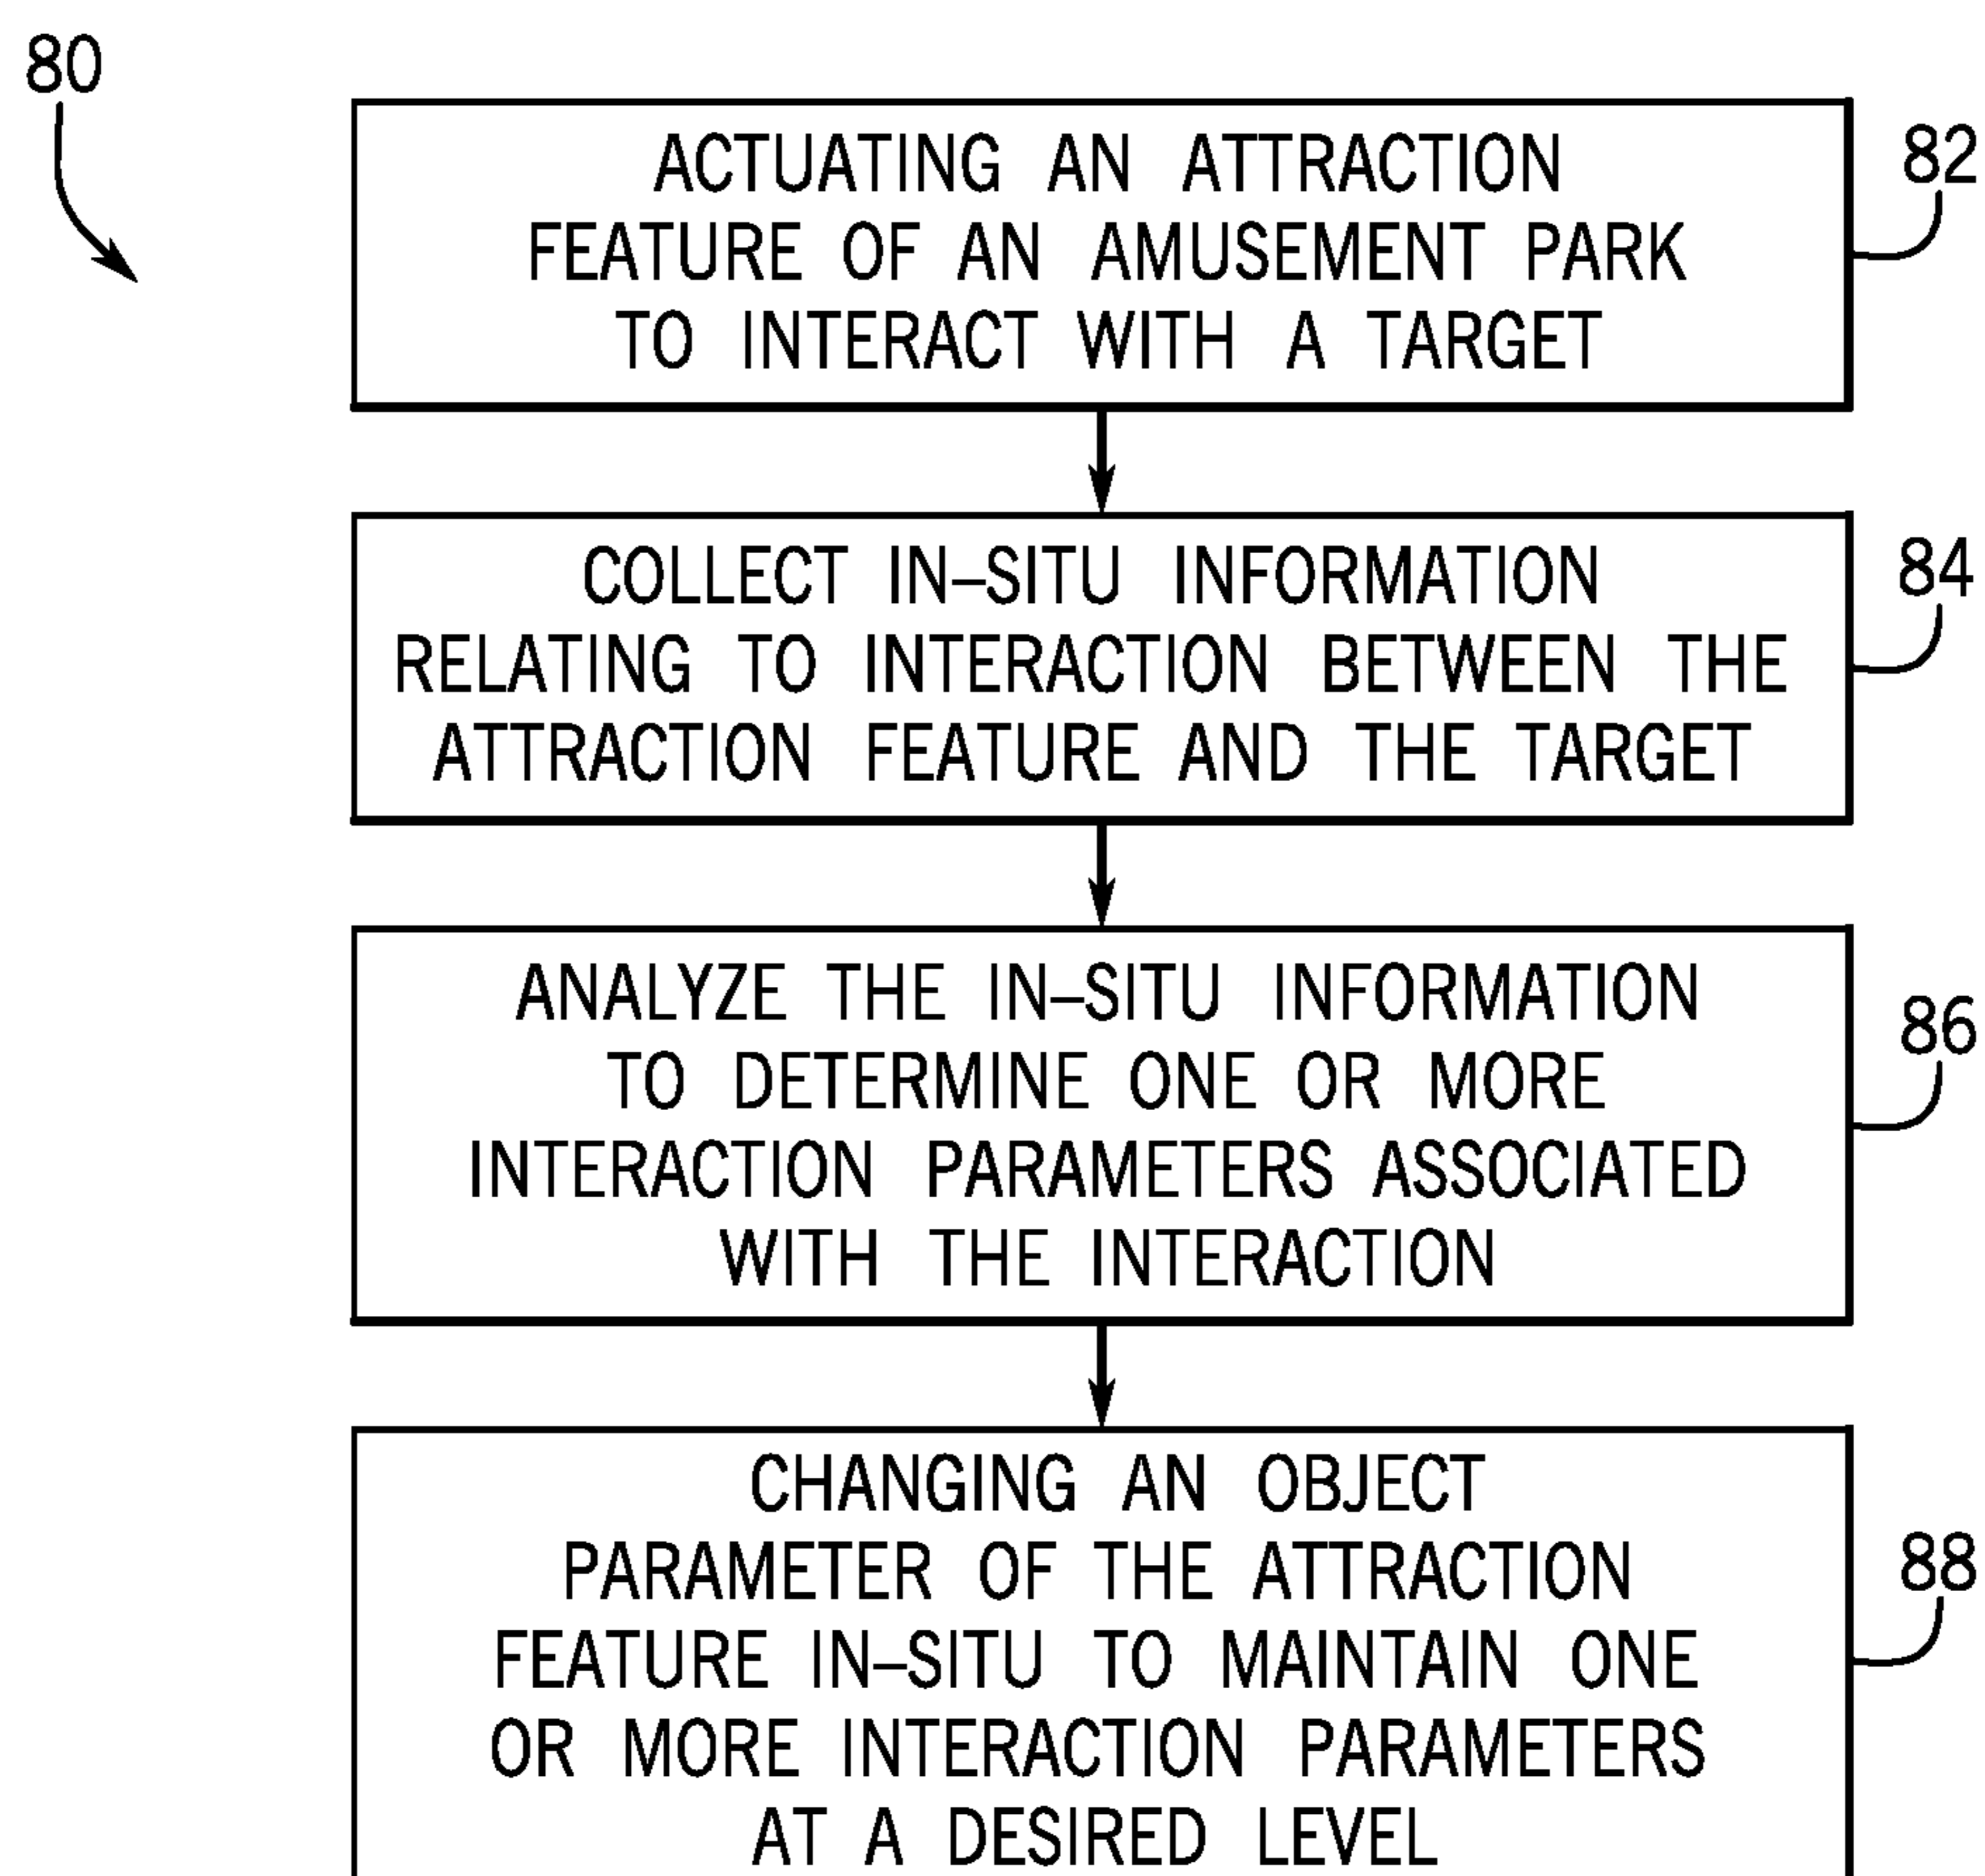 80
ACTUATING AN ATTRACTION
FEATURE OF AN AMUSEMENT PARK
TO INTERACT WITH A TARGET
82
COLLECT IN–SITU INFORMATION
RELATING TO INTERACTION BETWEEN THE
ATTRACTION FEATURE AND THE TARGET
84
ANALYZE THE IN–SITU INFORMATION
TO DETERMINE ONE OR MORE
INTERACTION PARAMETERS ASSOCIATED
WITH THE INTERACTION
86
CHANGING AN OBJECT
PARAMETER OF THE ATTRACTION
FEATURE IN–SITU TO MAINTAIN ONE
OR MORE INTERACTION PARAMETERS
AT A DESIRED LEVEL
88